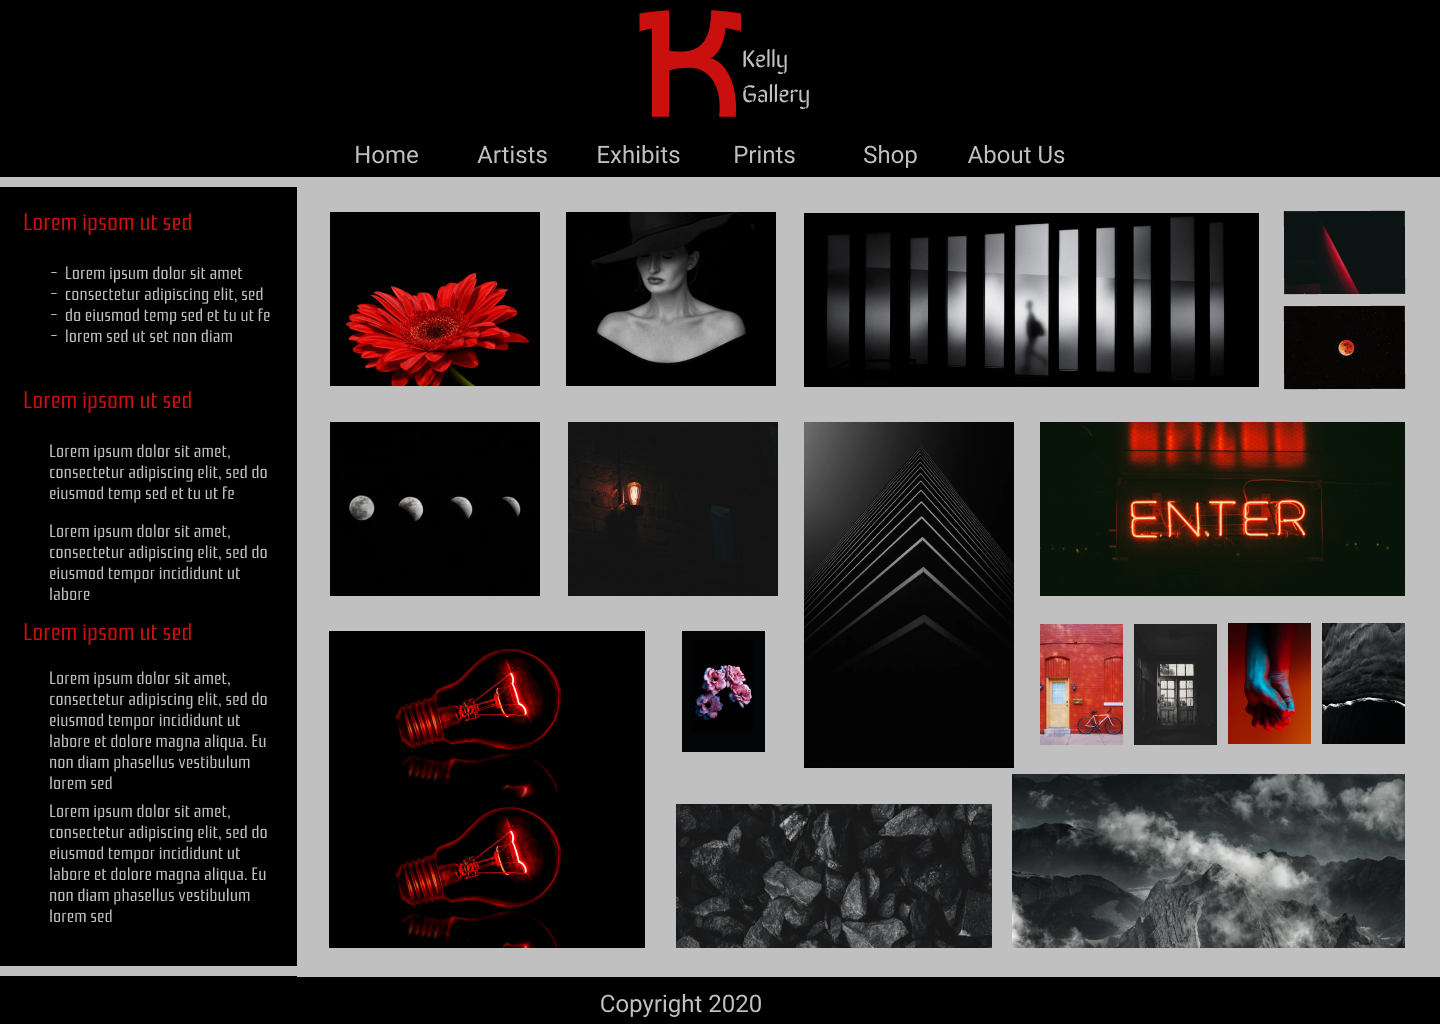 K
Kelly
Gallery
Home Artists Exhibits Prints Shop About Us
Lorem ipsom ut sed
- Lorem ipsum dolor sit amet
- consectetur adipiscing elit, sed
- do eiusmod temp sed et tu ut fe
- lorem sed ut set non diam
Lorem ipsom ut sed
Lorem ipsum dolor sit amet,
consectetur adipiscing elit, sed do
eiusmod temp sed et tu ut fe
Lorem ipsum dolor sit amet,
consectetur adipiscing elit, sed do
eiusmod tempor incididunt ut
labore
Lorem ipsom ut sed
Lorem ipsum dolor sit amet,
consectetur adipiscing elit, sed do
eiusmod tempor incididunt ut
labore et dolore magna aliqua. Eu
non diam phasellus vestibulum
lorem sed
Lorem ipsum dolor sit amet,
consectetur adipiscing elit, sed do
eiusmod tempor incididunt ut
labore et dolore magna aliqua. Eu
non diam phasellus vestibulum
lorem sed
ENTER
Copyright 2020